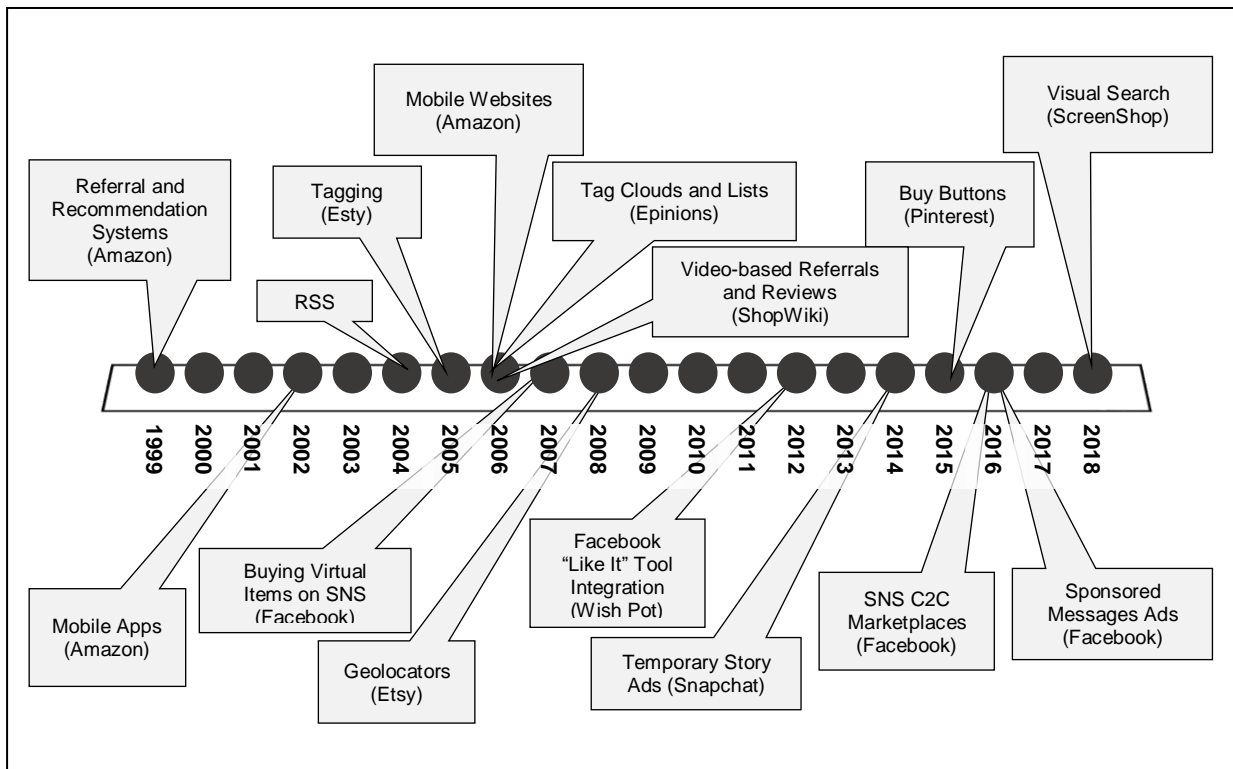 Mobile Websites
(Amazon)
Visual Search
(ScreenShop)
Referral and
Recommendation
Systems
(Amazon)
Tagging
(Esty)
Tag Clouds and Lists
(Epinions)
Buy Buttons
(Pinterest)
RSS
Video-based Referrals
and Reviews
(ShopWiki)
1999
2000
2001
2002
2003
2004
2005
2006
2007
2008
2009
2010
2011
2012
2013
2014
2015
2016
2017
2018
Mobile Apps
(Amazon)
Buying Virtual
Items on SNS
(Facebook)
Geolocators
(Etsy)
Facebook
“Like It” Tool
Integration
(Wish Pot)
Temporary Story
Ads (Snapchat)
SNS C2C
Marketplaces
(Facebook)
Sponsored
Messages Ads
(Facebook)